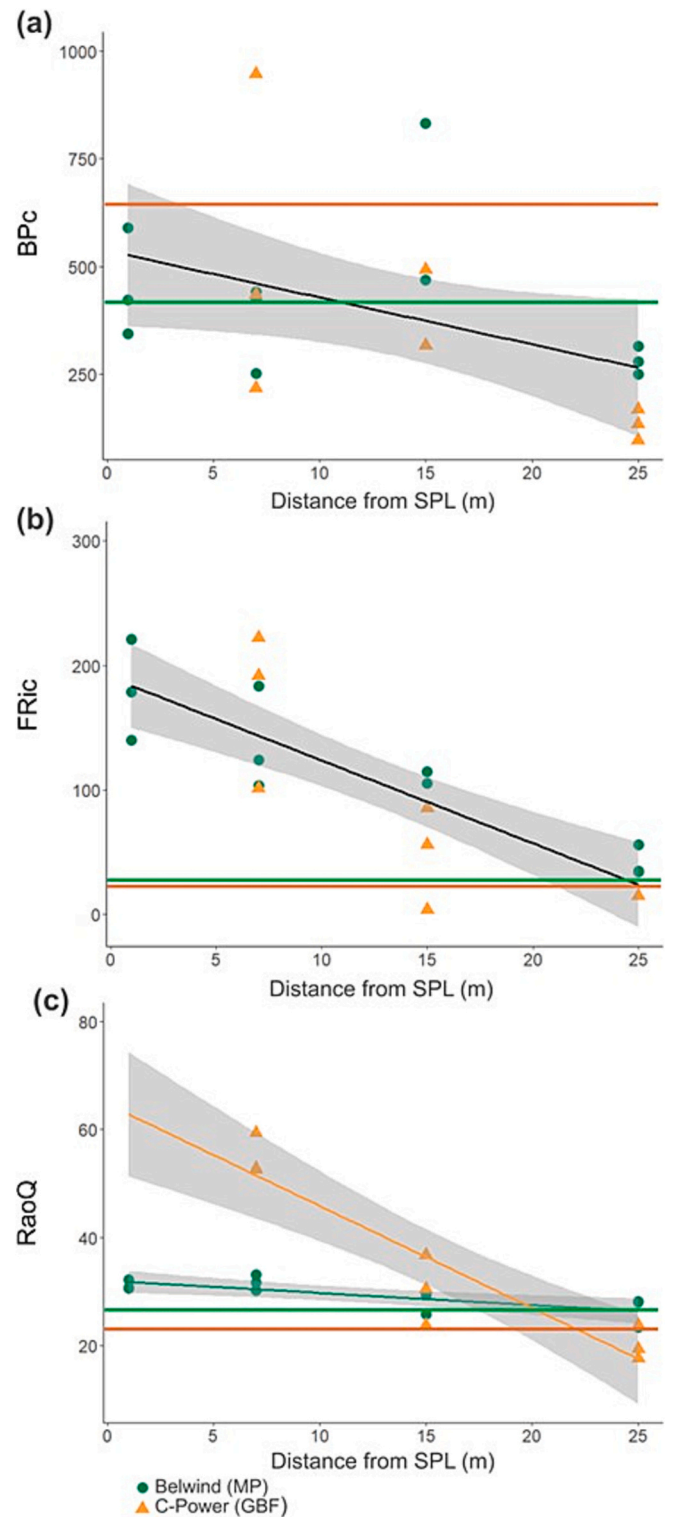 (a)
1000
750
500
250
BPc
0 5 10 15 20 25
Distance from SPL (m)
(b)
300
200
100
0
FRic
0 5 10 15 20 25
Distance from SPL (m)
(c)
80
60
40
20
RaoQ
0 5 10 15 20 25
Distance from SPL (m)
Belwind (MP)
C-Power (GBF)